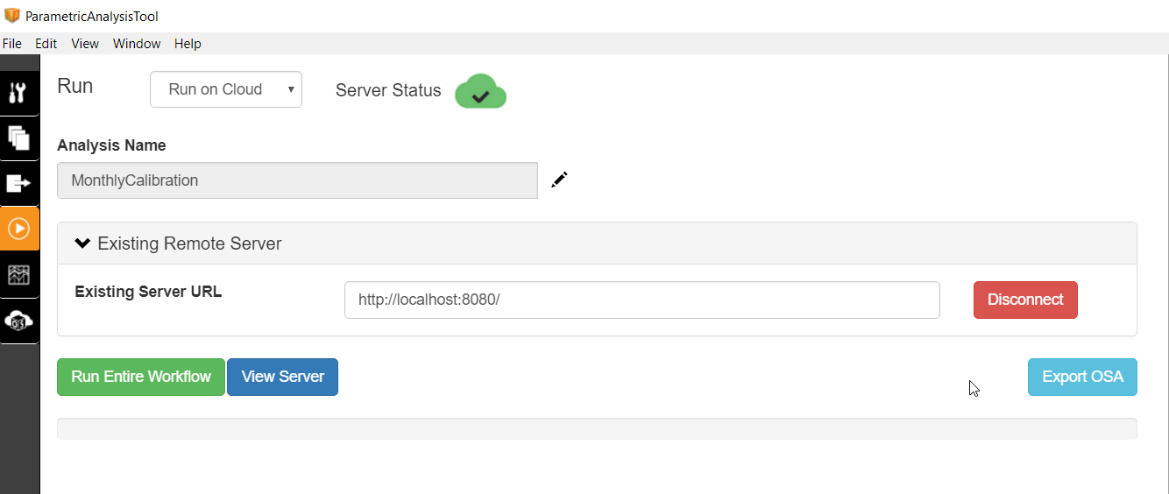 ParametricAnalysisTool
File Edit View Window Help
Run Run on Cloud Server Status
Analysis Name
MonthlyCalibration
Existing Remote Server
Existing Server URL http://localhost:8080/ Disconnect
Run Entire Workflow View Server Export OSA